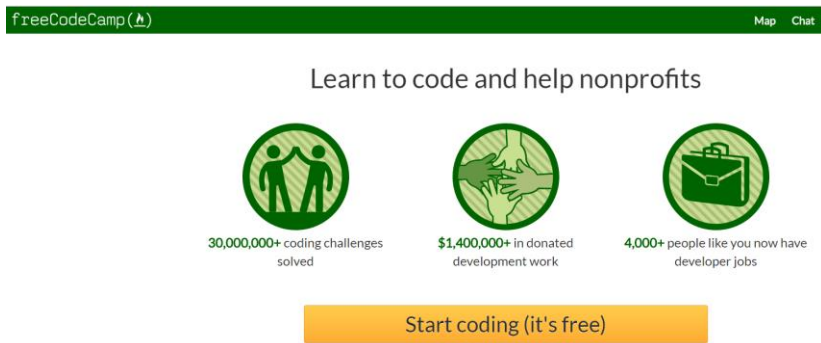 freeCodeCamp(🔥)
Map Chat
Learn to code and help nonprofits
30,000,000+ coding challenges
solved
$1,400,000+ in donated
development work
4,000+ people like you now have
developer jobs
Start coding (it's free)